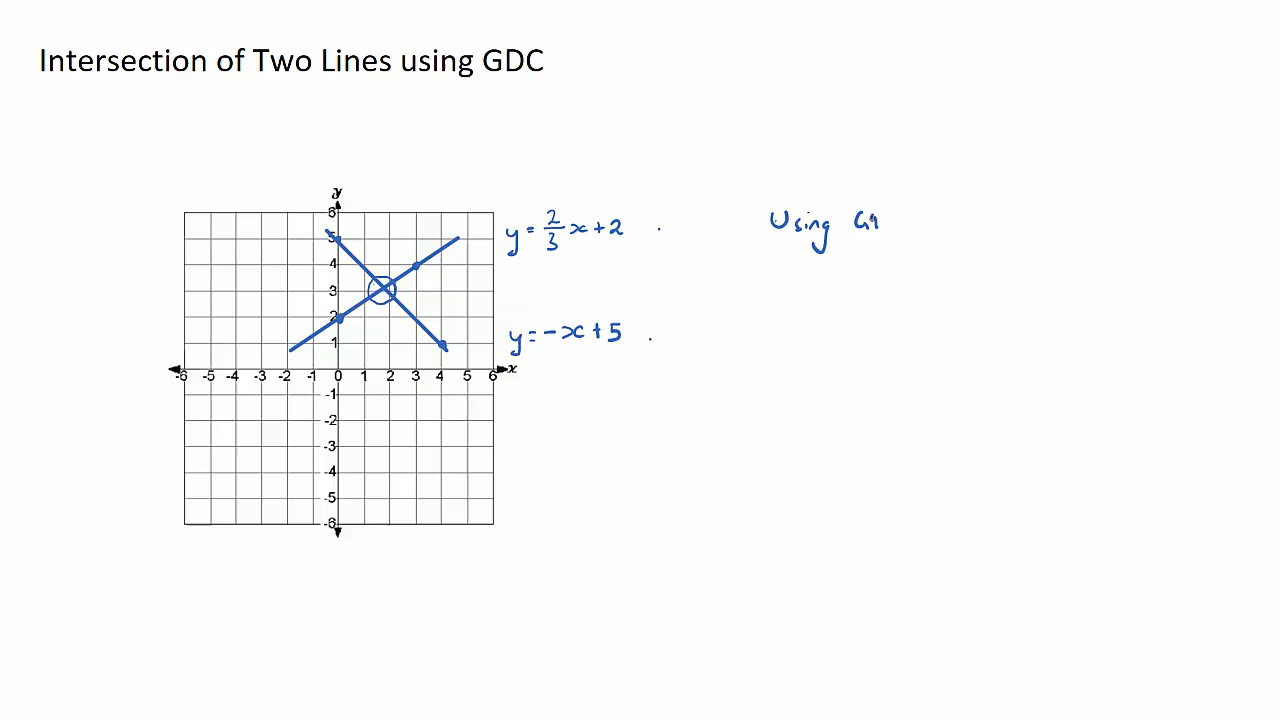 Intersection of Two Lines using GDC
y
6
5
4
3
2
1
-6 -5 -4 -3 -2 -1 0 1 2 3 4 5 6 x
-1
-2
-3
-4
-5
-6
y = 2/3 x + 2
y = -x + 5
Using